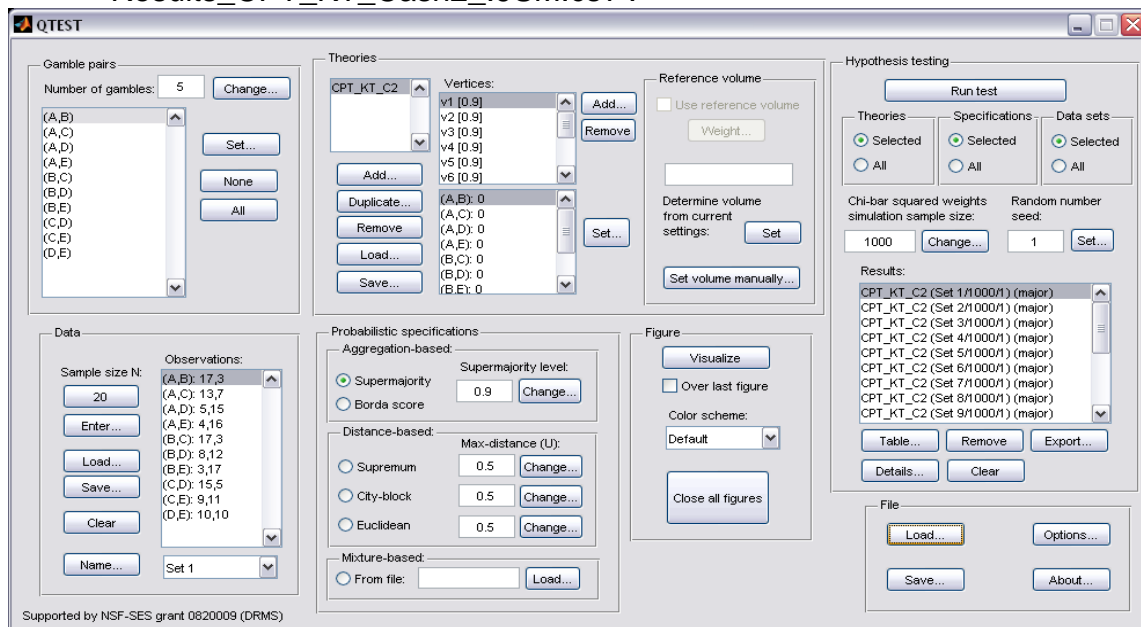 QTEST
Gamble pairs
Number of gambles: 5 Change...
(A,B)
(A,C)
(A,D)
(A,E)
(B,C)
(B,D)
(B,E)
(C,D)
(C,E)
(D,E)
Set...
None
All
Theories
CPT_KT_C2
Add...
Duplicate...
Remove
Load...
Save...
Vertices:
v1 [0.9]
v2 [0.9]
v3 [0.9]
v4 [0.9]
v5 [0.9]
v6 [0.9]
Add...
Remove
(A,B): 0
(A,C): 0
(A,D): 0
(A,E): 0
(B,C): 0
(B,D): 0
(B,E): 0
Set...
Reference volume
Use reference volume
Weight...
Determine volume
from current
settings: Set
Set volume manually...
Hypothesis testing
Run test
Theories
Selected
All
Specifications
Selected
All
Data sets
Selected
All
Chi-bar squared weights
simulation sample size:
1000 Change...
Random number
seed:
1 Set...
Results:
CPT_KT_C2 (Set 1/1000/1) (major)
CPT_KT_C2 (Set 2/1000/1) (major)
CPT_KT_C2 (Set 3/1000/1) (major)
CPT_KT_C2 (Set 4/1000/1) (major)
CPT_KT_C2 (Set 5/1000/1) (major)
CPT_KT_C2 (Set 6/1000/1) (major)
CPT_KT_C2 (Set 7/1000/1) (major)
CPT_KT_C2 (Set 8/1000/1) (major)
CPT_KT_C2 (Set 9/1000/1) (major)
Table... Remove Export...
Details... Clear
Data
Sample size N:
20
Enter...
Load...
Save...
Clear
Name...
Observations:
(A,B): 17,3
(A,C): 13,7
(A,D): 5,15
(A,E): 4,16
(B,C): 17,3
(B,D): 8,12
(B,E): 3,17
(C,D): 15,5
(C,E): 9,11
(D,E): 10,10
Set 1
Probabilistic specifications
Aggregation-based:
Supermajority level:
Supermajority 0.9 Change...
Borda score
Distance-based:
Max-distance (U):
Supremum 0.5 Change...
City-block 0.5 Change...
Euclidean 0.5 Change...
Mixture-based:
From file: Load...
Figure
Visualize
Over last figure
Color scheme:
Default
Close all figures
File
Load... Options...
Save... About...
Supported by NSF-SES grant 0820009 (DRMS)